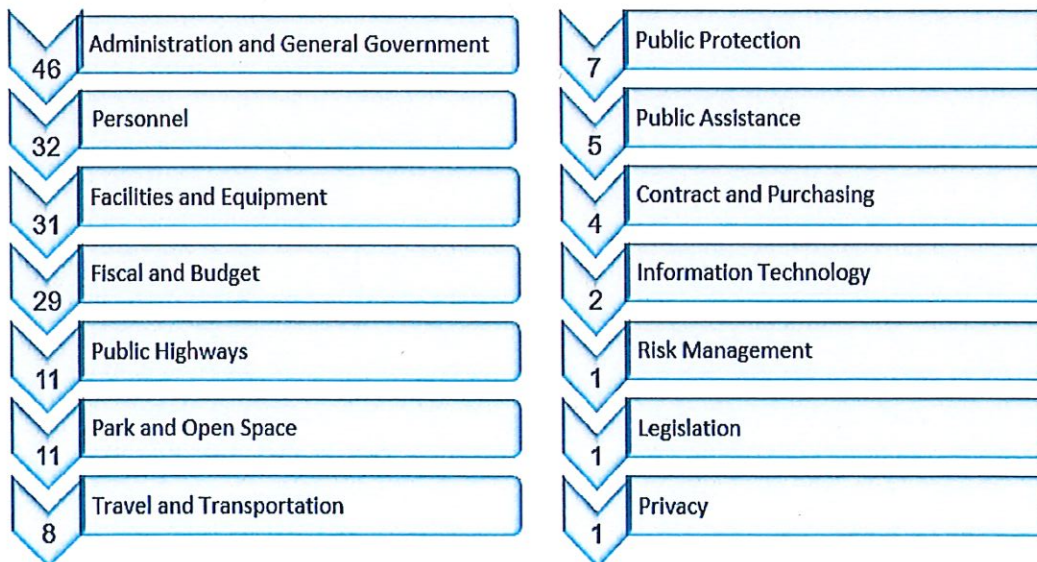 Administration and General Government
46
Personnel
32
Facilities and Equipment
31
Fiscal and Budget
29
Public Highways
11
Park and Open Space
11
Travel and Transportation
8
Public Protection
7
Public Assistance
5
Contract and Purchasing
4
Information Technology
2
Risk Management
1
Legislation
1
Privacy
1